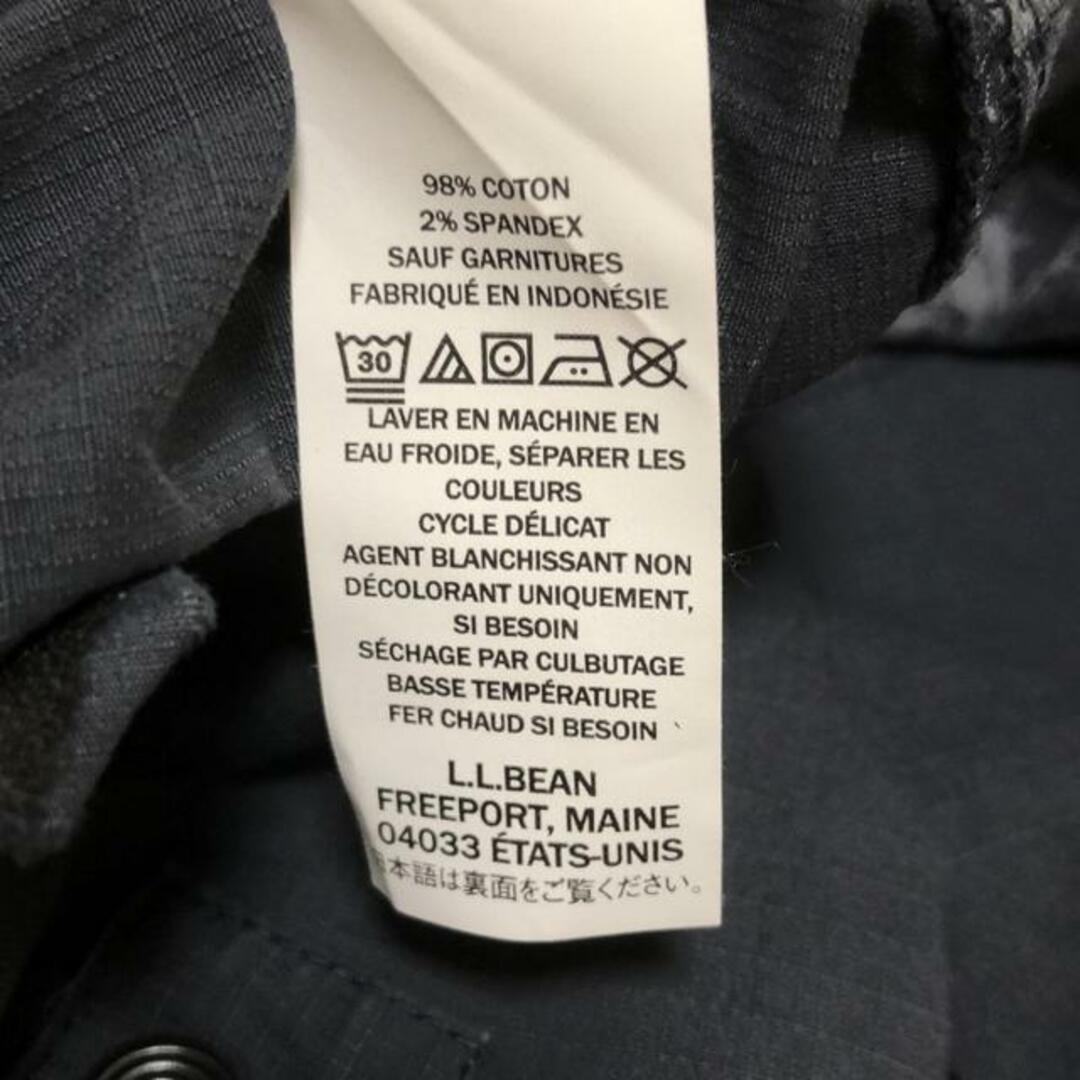 98% COTON
2% SPANDEX
SAUF GARNITURES
FABRIQUÉ EN INDONÉSIE
30
LAVER EN MACHINE EN
EAU FROIDE, SÉPARER LES
COULEURS
CYCLE DÉLICAT
AGENT BLANCHISSANT NON
DÉCOLORANT UNIQUEMENT,
SI BESOIN
SÉCHAGE PAR CULBUTAGE
BASSE TEMPÉRATURE
FER CHAUD SI BESOIN
L.L.BEAN
FREEPORT, MAINE
04033 ÉTATS-UNIS
日本語は裏面をご覧ください。